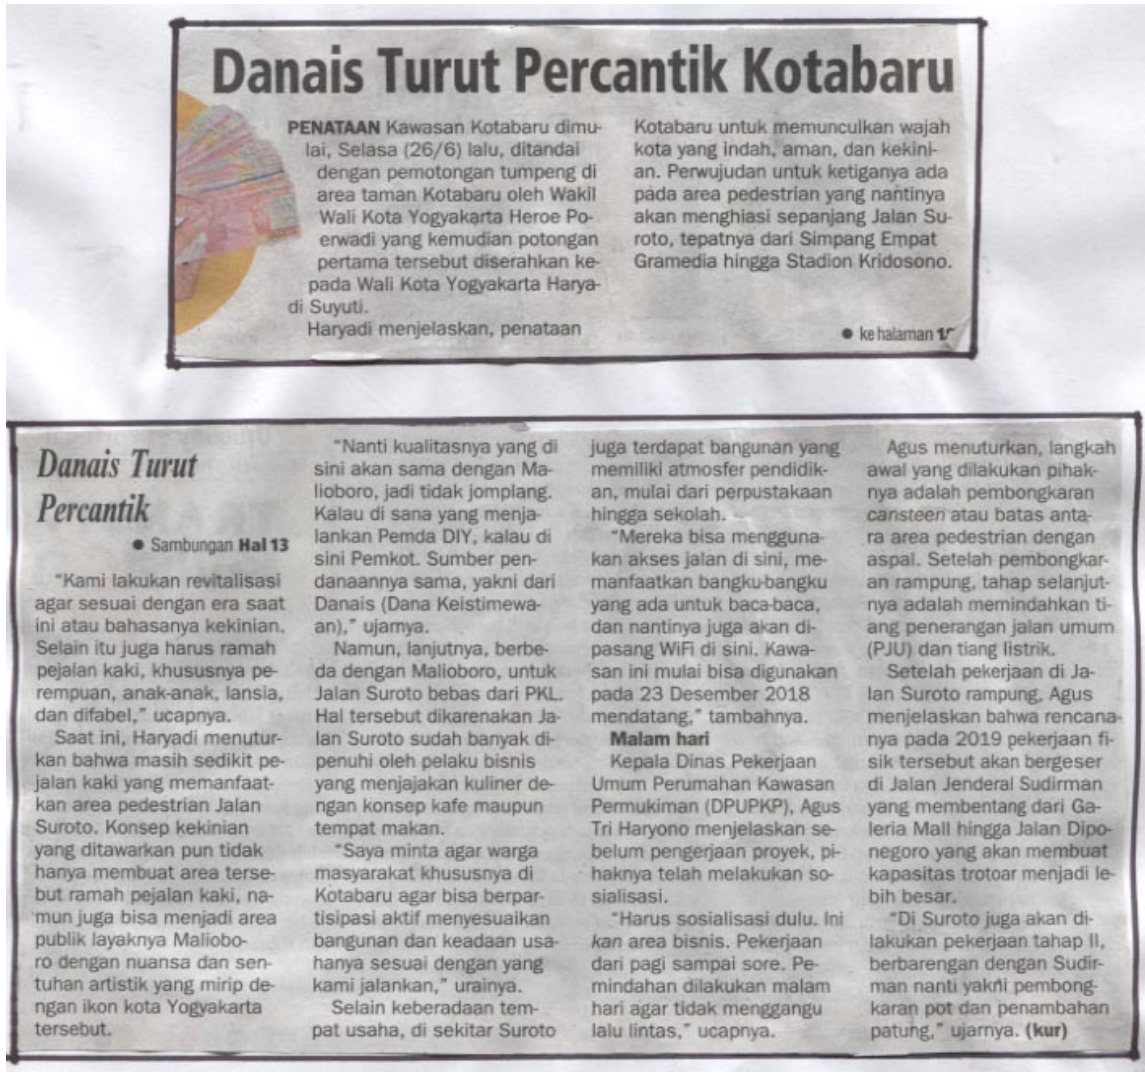 Danais Turut Percantik Kotabaru
PENATAAN Kawasan Kotabaru dimu-
lai, Selasa (26/6) lalu, ditandai
dengan pemotongan tumpeng di
area taman Kotabaru oleh Wakil
Wali Kota Yogyakarta Heroe Po-
erwadi yang kemudian potongan
pertama tersebut diserahkan ke-
pada Wali Kota Yogyakarta Harya-
di Suyuti.
Haryadi menjelaskan, penataan
Kotabaru untuk memunculkan wajah
kota yang indah, aman, dan kekini-
an. Perwujudan untuk ketiganya ada
pada area pedestrian yang nantinya
akan menghiasi sepanjang Jalan Su-
roto, tepatnya dari Simpang Empat
Gramedia hingga Stadion Kridosono.
● ke halaman
Danais Turut
Percantik
● Sambungan Hal 13
"Kami lakukan revitalisasi
agar sesuai dengan era saat
ini atau bahasanya kekinian.
Selain itu juga harus ramah
pejalan kaki, khususnya pe-
rempuan, anak-anak, lansia,
dan difabel," ucapnya.
Saat ini, Haryadi menutur-
kan bahwa masih sedikit pe-
jalan kaki yang memanfaat-
kan area pedestrian Jalan
Suroto. Konsep kekinian
yang ditawarkan pun tidak
hanya membuat area terse-
but ramah pejalan kaki, na-
mun juga bisa menjadi area
publik layaknya Maliobo-
ro dengan nuansa dan sen-
tuhan artistik yang mirip de-
ngan ikon kota Yogyakarta
tersebut.
"Nanti kualitasnya yang di
sini akan sama dengan Ma-
lioboro, jadi tidak jomplang.
Kalau di sana yang menja-
lankan Pemda DIY, kalau di
sini Pemkot. Sumber pen-
danaannya sama, yakni dari
Danais (Dana Keistimewa-
an)," ujarnya.
Namun, lanjutnya, berbe-
da dengan Malioboro, untuk
Jalan Suroto bebas dari PKL.
Hal tersebut dikarenakan Ja-
lan Suroto sudah banyak di-
penuhi oleh pelaku bisnis
yang menjajakan kuliner de-
ngan konsep kafe maupun
tempat makan.
"Saya minta agar warga
masyarakat khususnya di
Kotabaru agar bisa berpar-
tisipasi aktif menyesuaikan
bangunan dan keadaan usa-
hanya sesuai dengan yang
kami jalankan," urainya.
Selain keberadaan tem-
pat usaha, di sekitar Suroto
juga terdapat bangunan yang
memiliki atmosfer pendidik-
an, mulai dari perpustakaan
hingga sekolah.
"Mereka bisa mengguna-
kan akses jalan di sini, me-
manfaatkan bangku-bangku
yang ada untuk baca-baca,
dan nantinya juga akan di-
pasang WiFi di sini. Kawa-
san ini mulai bisa digunakan
pada 23 Desember 2018
mendatang," tambahnya.
Malam hari
Kepala Dinas Pekerjaan
Umum Perumahan Kawasan
Permukiman (DPUPKP), Agus
Tri Haryono menjelaskan se-
belum pengerjaan proyek, pi-
haknya telah melakukan so-
sialisasi.
"Harus sosialisasi dulu. Ini
kan area bisnis. Pekerjaan
dari pagi sampai sore. Pe-
mindahan dilakukan malam
hari agar tidak menggangu
lalu lintas," ucapnya.
Agus menuturkan, langkah
awal yang dilakukan pihak-
nya adalah pembongkaran
cansteen atau batas anta-
ra area pedestrian dengan
aspal. Setelah pembongkar-
an rampung, tahap selanjut-
nya adalah memindahkan ti-
ang penerangan jalan umum
(PJU) dan tiang listrik.
Setelah pekerjaan di Ja-
lan Suroto rampung, Agus
menjelaskan bahwa rencana-
nya pada 2019 pekerjaan fi-
sik tersebut akan bergeser
di Jalan Jenderal Sudirman
yang membentang dari Ga-
leria Mall hingga Jalan Dipo-
negoro yang akan membuat
kapasitas trotoar menjadi le-
bih besar.
"Di Suroto juga akan di-
lakukan pekerjaan tahap II,
berbarengan dengan Sudir-
man nanti yakni pembong-
karan pot dan penambahan
patung," ujarnya. (kur)